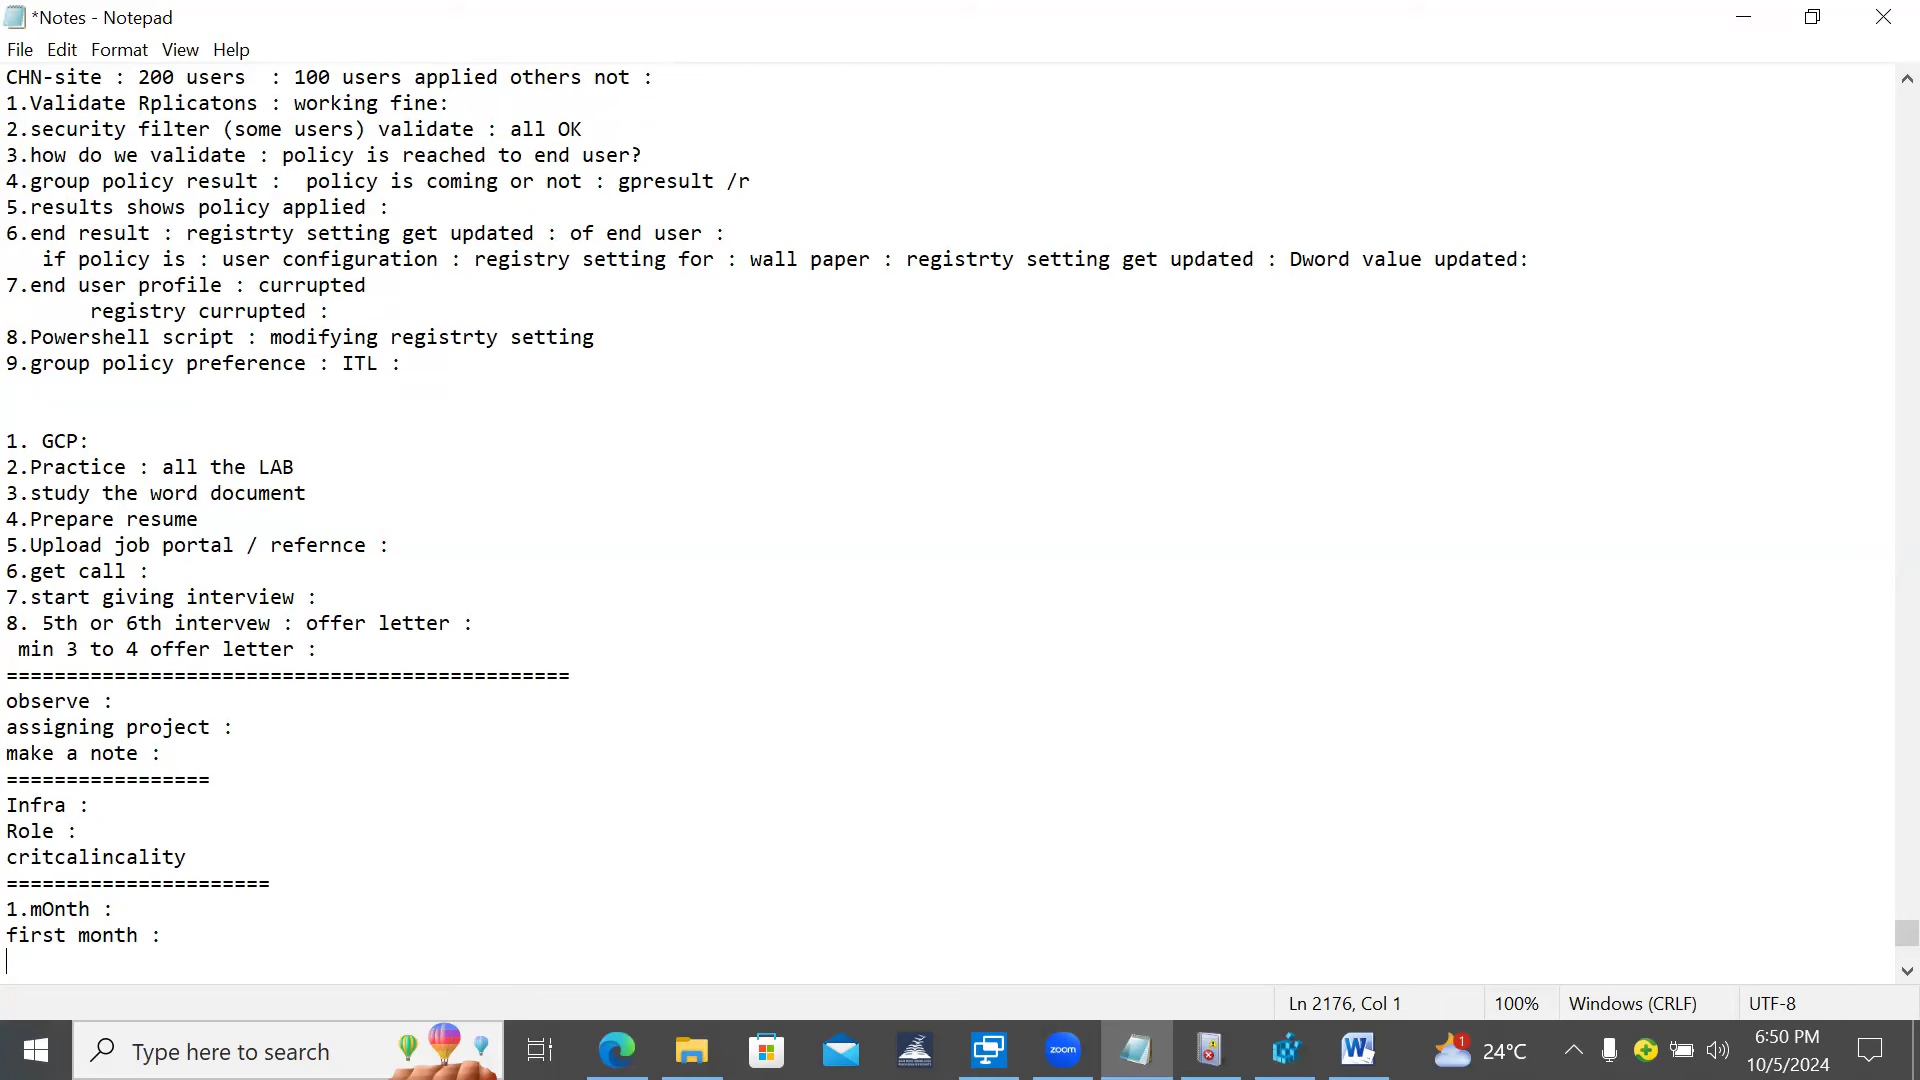 *Notes - Notepad
File Edit Format View Help
CHN-site : 200 users  : 100 users applied others not :
1.Validate Rplicatons : working fine:
2.security filter (some users) validate : all OK
3.how do we validate : policy is reached to end user?
4.group policy result :  policy is coming or not : gpresult /r
5.results shows policy applied :
6.end result : registrty setting get updated : of end user :
   if policy is : user configuration : registry setting for : wall paper : registrty setting get updated : Dword value updated:
7.end user profile : currupted
       registry currupted :
8.Powershell script : modifying registrty setting
9.group policy preference : ITL :
1. GCP:
2.Practice : all the LAB
3.study the word document
4.Prepare resume
5.Upload job portal / refernce :
6.get call :
7.start giving interview :
8. 5th or 6th intervew : offer letter :
 min 3 to 4 offer letter :
===============================================
observe :
assigning project :
make a note :
=================
Infra :
Role :
critcalincality
======================
1.mOnth :
first month :
Ln 2176, Col 1
100%
Windows (CRLF)
UTF-8
Type here to search
zoom
1
24°C
6:50 PM
10/5/2024